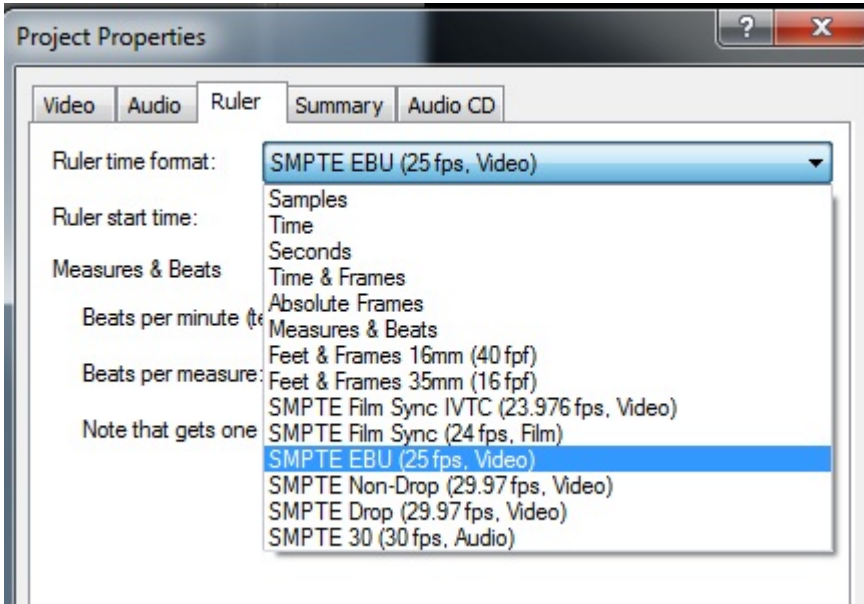 Project Properties
?
X
Video Audio Ruler Summary Audio CD
Ruler time format: SMPTE EBU (25 fps, Video)
Samples
Ruler start time:
Time
Seconds
Measures & Beats
Time & Frames
Absolute Frames
Beats per minute (te
Measures & Beats
Feet & Frames 16mm (40 fpf)
Beats per measure:
Feet & Frames 35mm (16 fpf)
SMPTE Film Sync IVTC (23.976 fps, Video)
Note that gets one
SMPTE Film Sync (24 fps, Film)
SMPTE EBU (25 fps, Video)
SMPTE Non-Drop (29.97 fps, Video)
SMPTE Drop (29.97 fps, Video)
SMPTE 30 (30 fps, Audio)